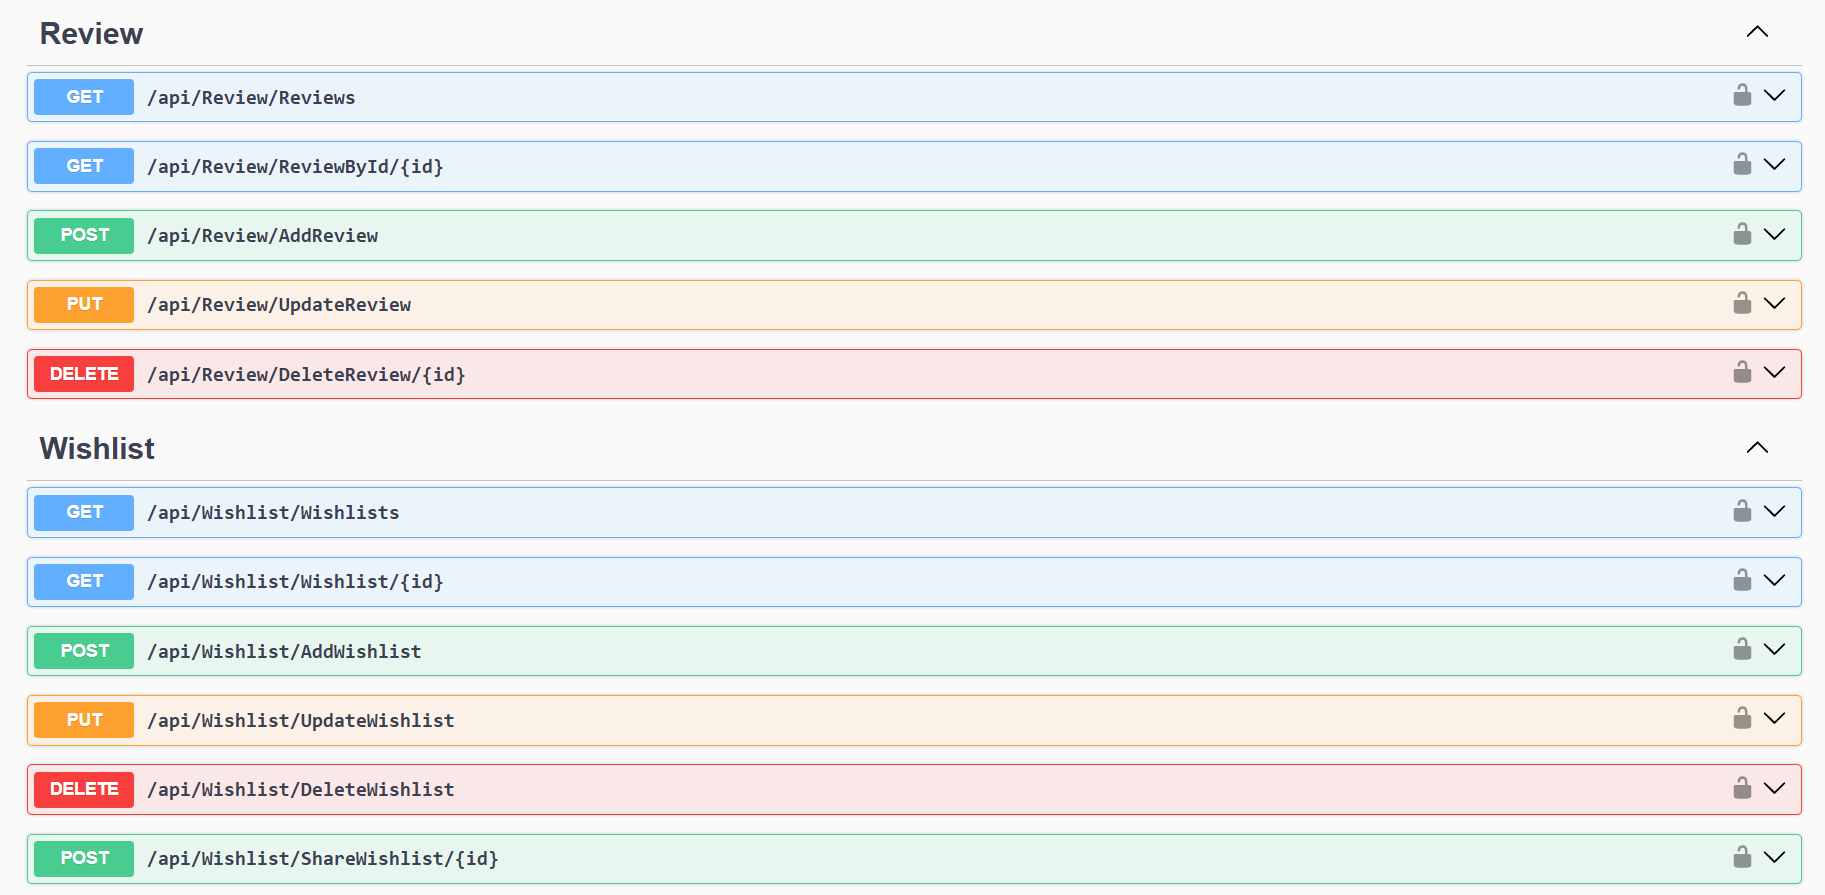 Review
GET /api/Review/Reviews
GET /api/Review/ReviewById/{id}
POST /api/Review/AddReview
PUT /api/Review/UpdateReview
DELETE /api/Review/DeleteReview/{id}
Wishlist
GET /api/Wishlist/Wishlists
GET /api/Wishlist/Wishlist/{id}
POST /api/Wishlist/AddWishlist
PUT /api/Wishlist/UpdateWishlist
DELETE /api/Wishlist/DeleteWishlist
POST /api/Wishlist/ShareWishlist/{id}